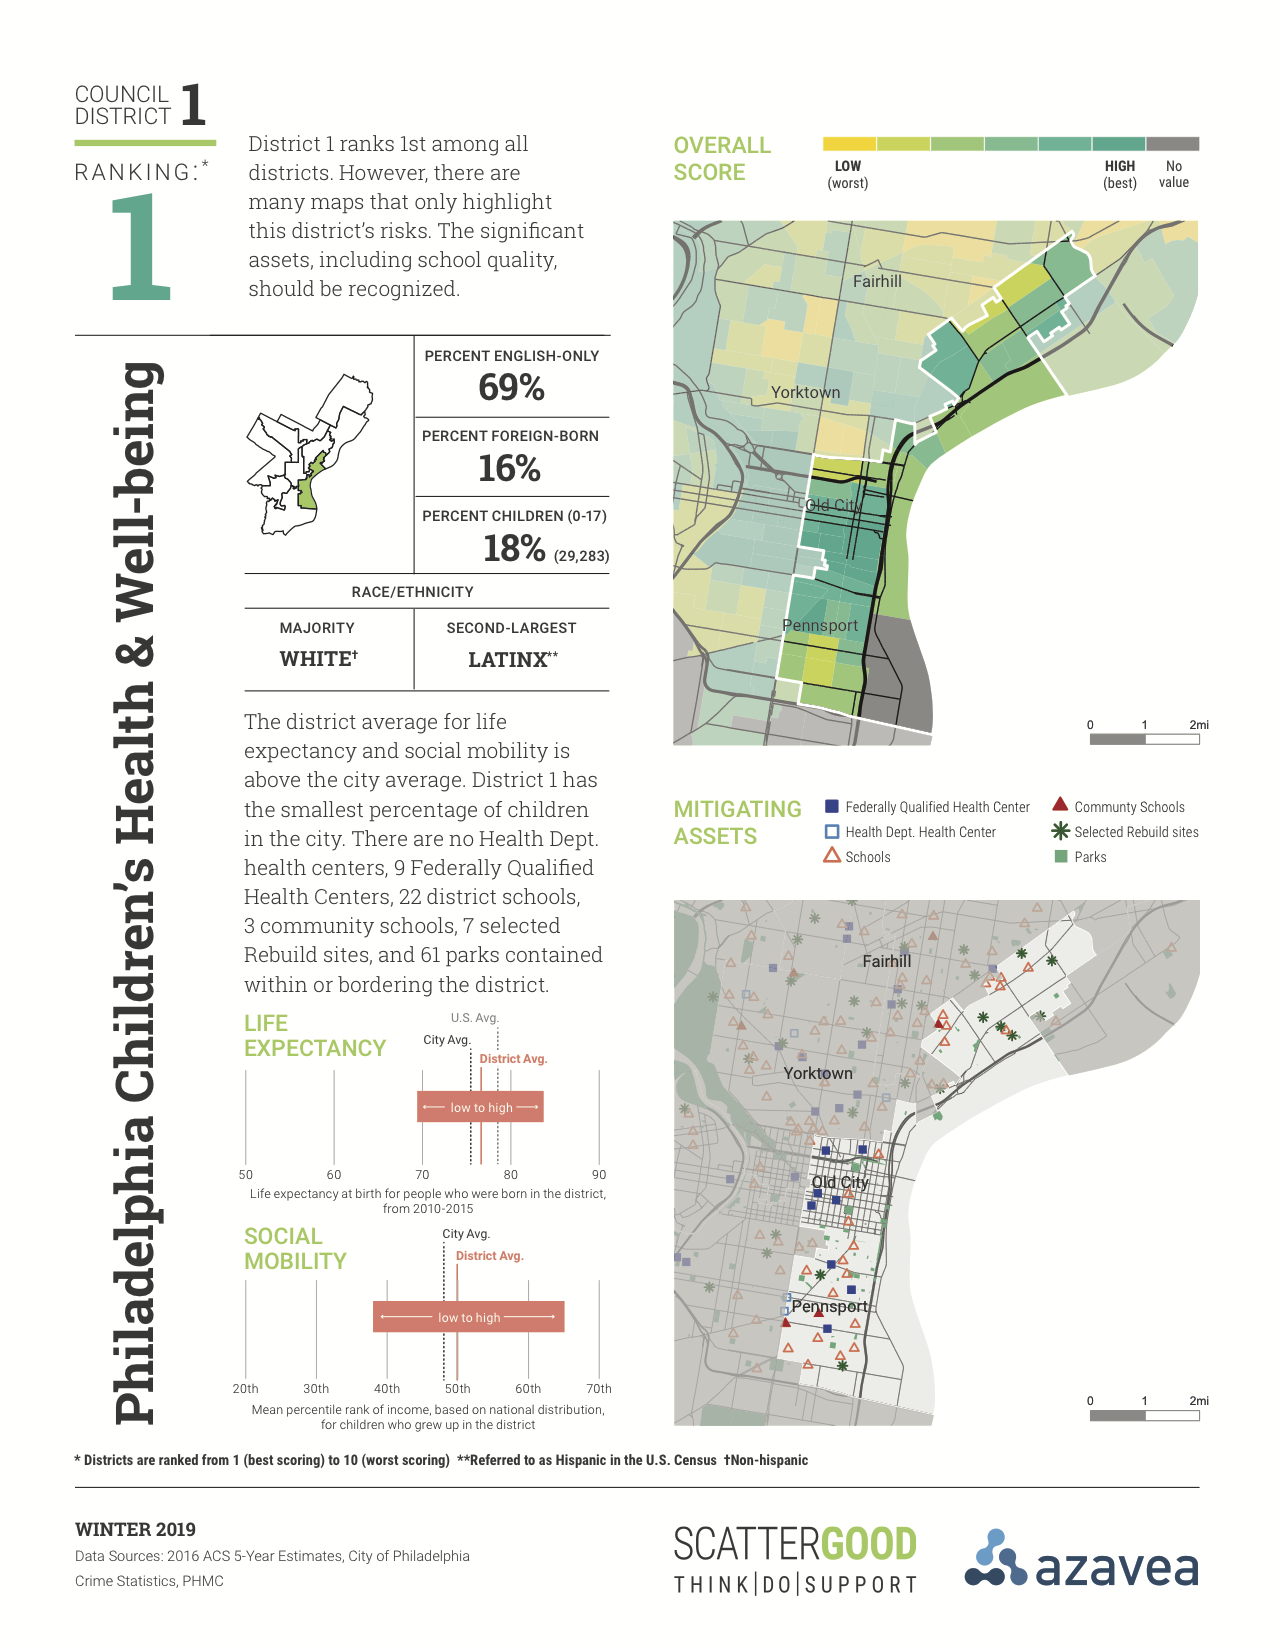 COUNCIL
DISTRICT 1
RANKING:*
1
District 1 ranks 1st among all
districts. However, there are
many maps that only highlight
this district's risks. The significant
assets, including school quality,
should be recognized.
Philadelphia Children's Health & Well-being
PERCENT ENGLISH-ONLY
69%
PERCENT FOREIGN-BORN
16%
PERCENT CHILDREN (0-17)
18% (29,283)
RACE/ETHNICITY
MAJORITY
WHITE†
SECOND-LARGEST
LATINX**
The district average for life
expectancy and social mobility is
above the city average. District 1 has
the smallest percentage of children
in the city. There are no Health Dept.
health centers, 9 Federally Qualified
Health Centers, 22 district schools,
3 community schools, 7 selected
Rebuild sites, and 61 parks contained
within or bordering the district.
LIFE
EXPECTANCY
U.S. Avg.
City Avg.
District Avg.
low to high
50 60 70 80 90
Life expectancy at birth for people who were born in the district,
from 2010-2015
SOCIAL
MOBILITY
City Avg.
District Avg.
low to high
20th 30th 40th 50th 60th 70th
Mean percentile rank of income, based on national distribution,
for children who grew up in the district
OVERALL
SCORE
LOW
(worst)
HIGH
(best)
No
value
Fairhill
Yorktown
Old City
Pennsport
0 1 2mi
MITIGATING
ASSETS
Federally Qualified Health Center
Health Dept. Health Center
Schools
Communty Schools
Selected Rebuild sites
Parks
Fairhill
Yorktown
Old City
Pennsport
0 1 2mi
* Districts are ranked from 1 (best scoring) to 10 (worst scoring) **Referred to as Hispanic in the U.S. Census †Non-hispanic
WINTER 2019
Data Sources: 2016 ACS 5-Year Estimates, City of Philadelphia
Crime Statistics, PHMC
SCATTERGOOD
THINK|DO|SUPPORT
azavea